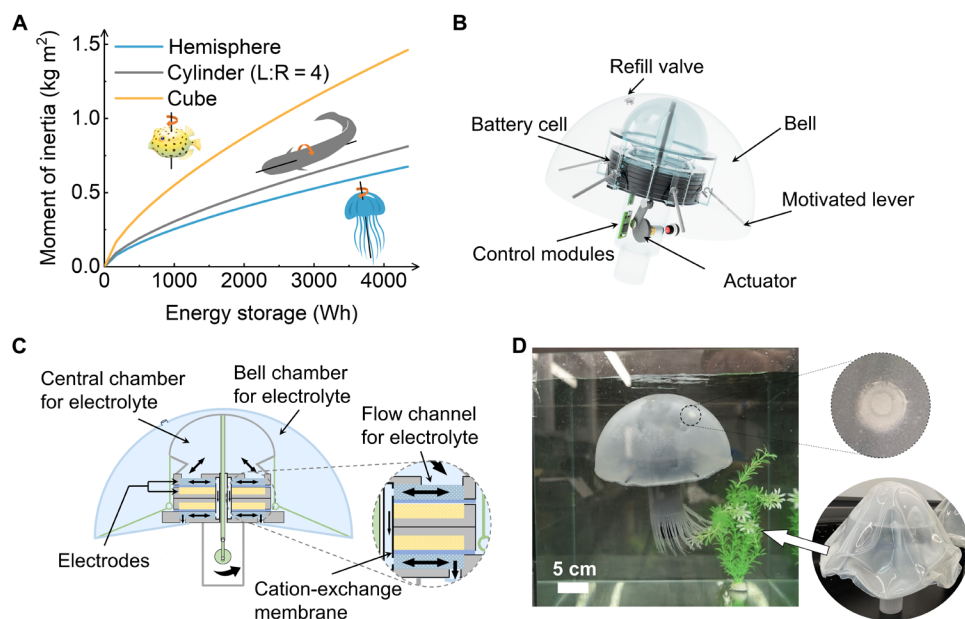 A
Moment of inertia (kg m²)
1.5
1.0
0.5
0.0
Hemisphere
Cylinder (L:R = 4)
Cube
0
1000
2000
3000
4000
Energy storage (Wh)
B
Refill valve
Battery cell
Bell
Motivated lever
Control modules
Actuator
C
Central chamber
for electrolyte
Bell chamber
for electrolyte
Flow channel
for electrolyte
Electrodes
Cation-exchange
membrane
D
5 cm